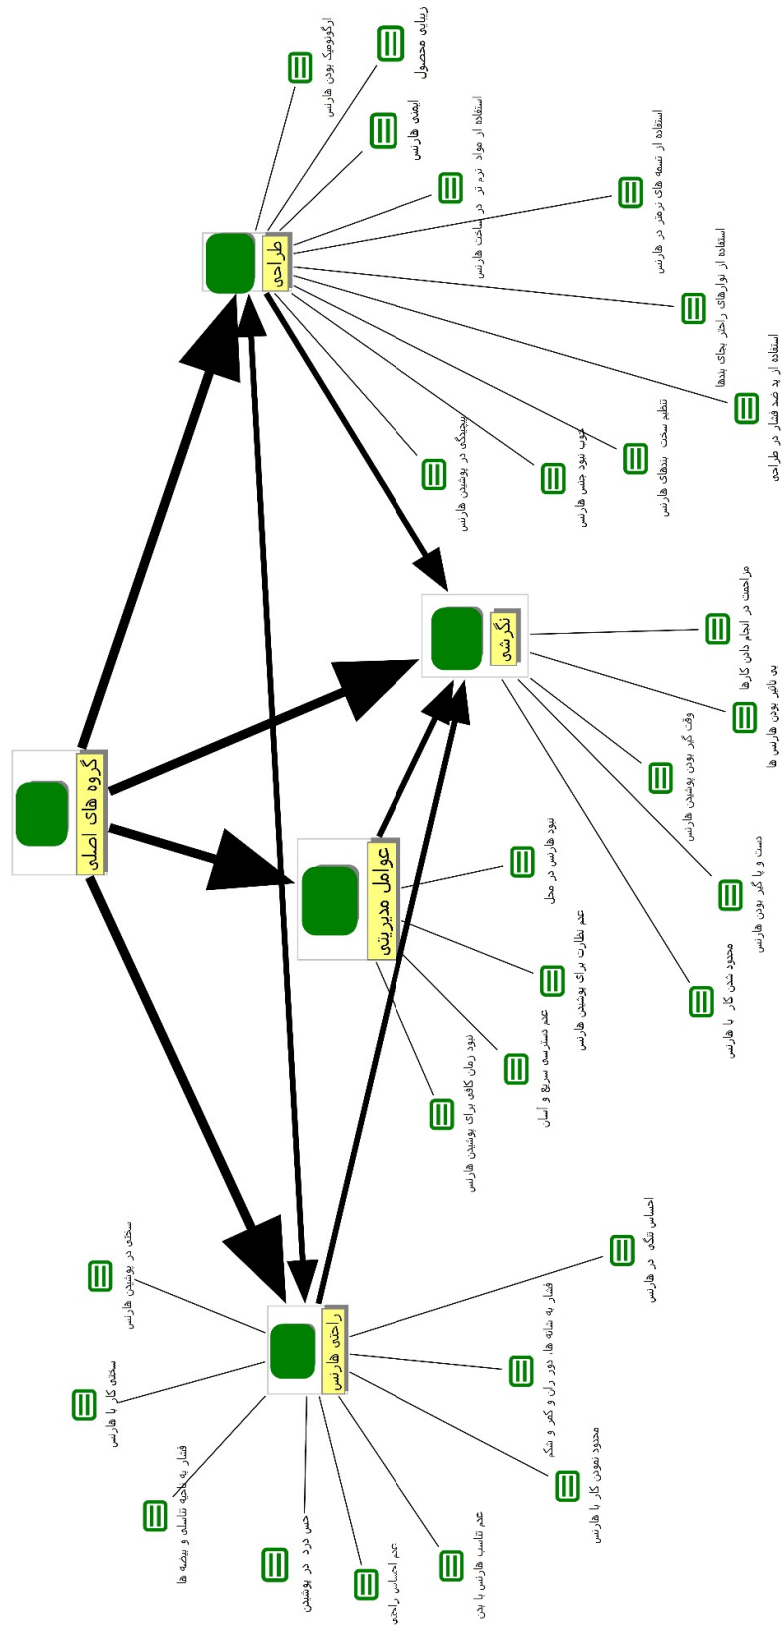 گروه های اصلی
طراحی
ارگونومیک بودن هارنس
زیبایی محصول
ایمنی هارنس
استفاده از مواد نرم تر در ساخت هارنس
استفاده از تسمه های نرمتر در هارنس
استفاده از نوارهای راحتر بجای بندها
استفاده از پد ضد فشار در طراحی
تنظیم سخت بندهای هارنس
خوب نبود جنس هارنس
پیچیدگی در پوشیدن هارنس
نگرشی
مزاحمت در انجام دادن کارها
بی تاثیر بودن هارنس ها
وقت گیر بودن پوشیدن هارنس
دست و پا گیر بودن هارنس
محدود شدن کار با هارنس
عوامل مدیریتی
نبود هارنس در محل
عدم نظارت برای پوشیدن هارنس
عدم دسترسی سریع و آسان
نبود زمان کافی برای پوشیدن هارنس
راحتی هارنس
سختی در پوشیدن هارنس
سختی کار با هارنس
فشار به ناحیه تناسلی و بیضه ها
حس درد در پوشیدن
عدم احساس راحتی
عدم تناسب هارنس با بدن
محدود نمودن کار با هارنس
فشار به شانه ها، دور ران و کمر و شکم
احساس تنگی در هارنس